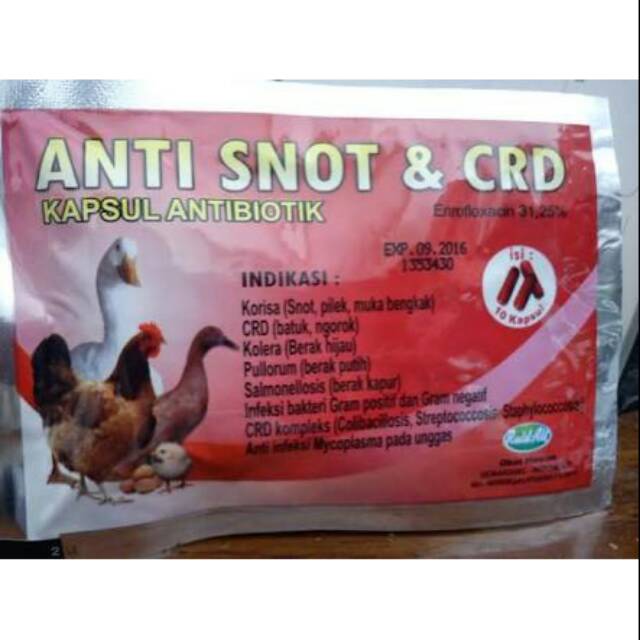 ANTI SNOT & CRD
KAPSUL ANTIBIOTIK
Enrofloxacin 31,25%
EXP.09.2016
1353430
isi :
10 Kapsul
INDIKASI :
Korisa (Snot, pilek, muka bengkak)
CRD (batuk, ngorok)
Kolera (Berak hijau)
Pullorum (berak putih)
Salmonellosis (berak kapur)
Infeksi bakteri Gram positif dan Gram negatif
CRD kompleks (Colibacillosis, Streptococcosis, Staphylococcosis)
Anti infeksi Mycoplasma pada unggas
2